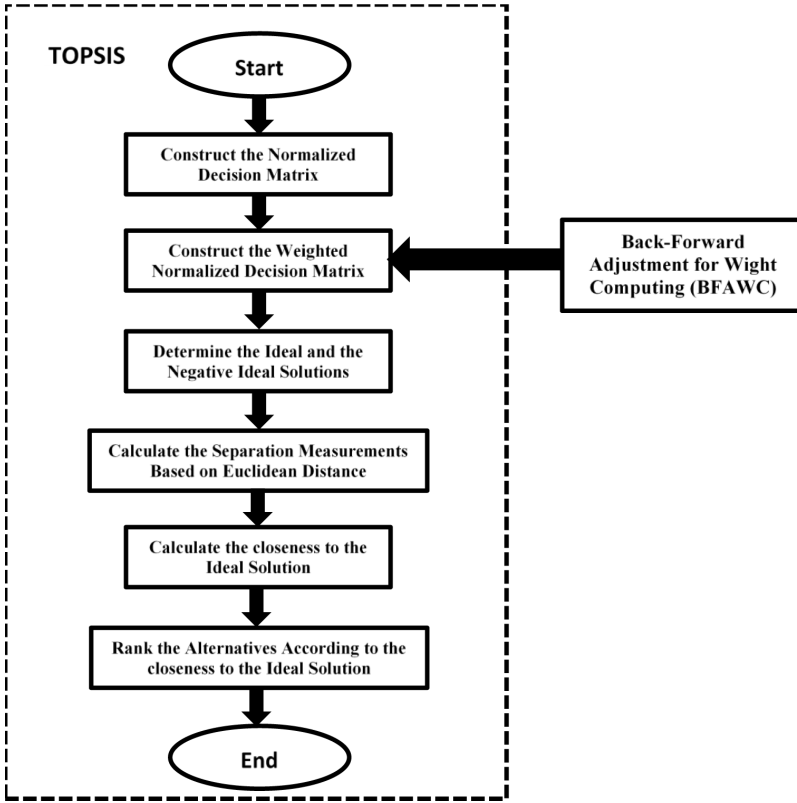 TOPSIS
Start
Construct the Normalized
Decision Matrix
Construct the Weighted
Normalized Decision Matrix
Back-Forward
Adjustment for Wight
Computing (BFAWC)
Determine the Ideal and the
Negative Ideal Solutions
Calculate the Separation Measurements
Based on Euclidean Distance
Calculate the closeness to the
Ideal Solution
Rank the Alternatives According to the
closeness to the Ideal Solution
End